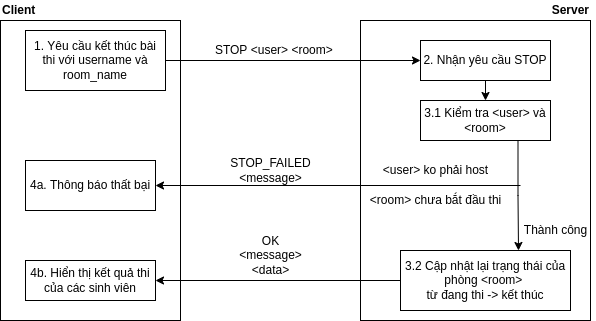 Client
Server
1. Yêu cầu kết thúc bài
thi với username và
room_name
STOP <user> <room>
2. Nhận yêu cầu STOP
3.1 Kiểm tra <user> và
<room>
STOP_FAILED
<message>
<user> ko phải host
4a. Thông báo thất bại
<room> chưa bắt đầu thi
Thành công
OK
<message>
<data>
4b. Hiển thị kết quả thi
của các sinh viên
3.2 Cập nhật lại trạng thái của
phòng <room>
từ đang thi -> kết thúc